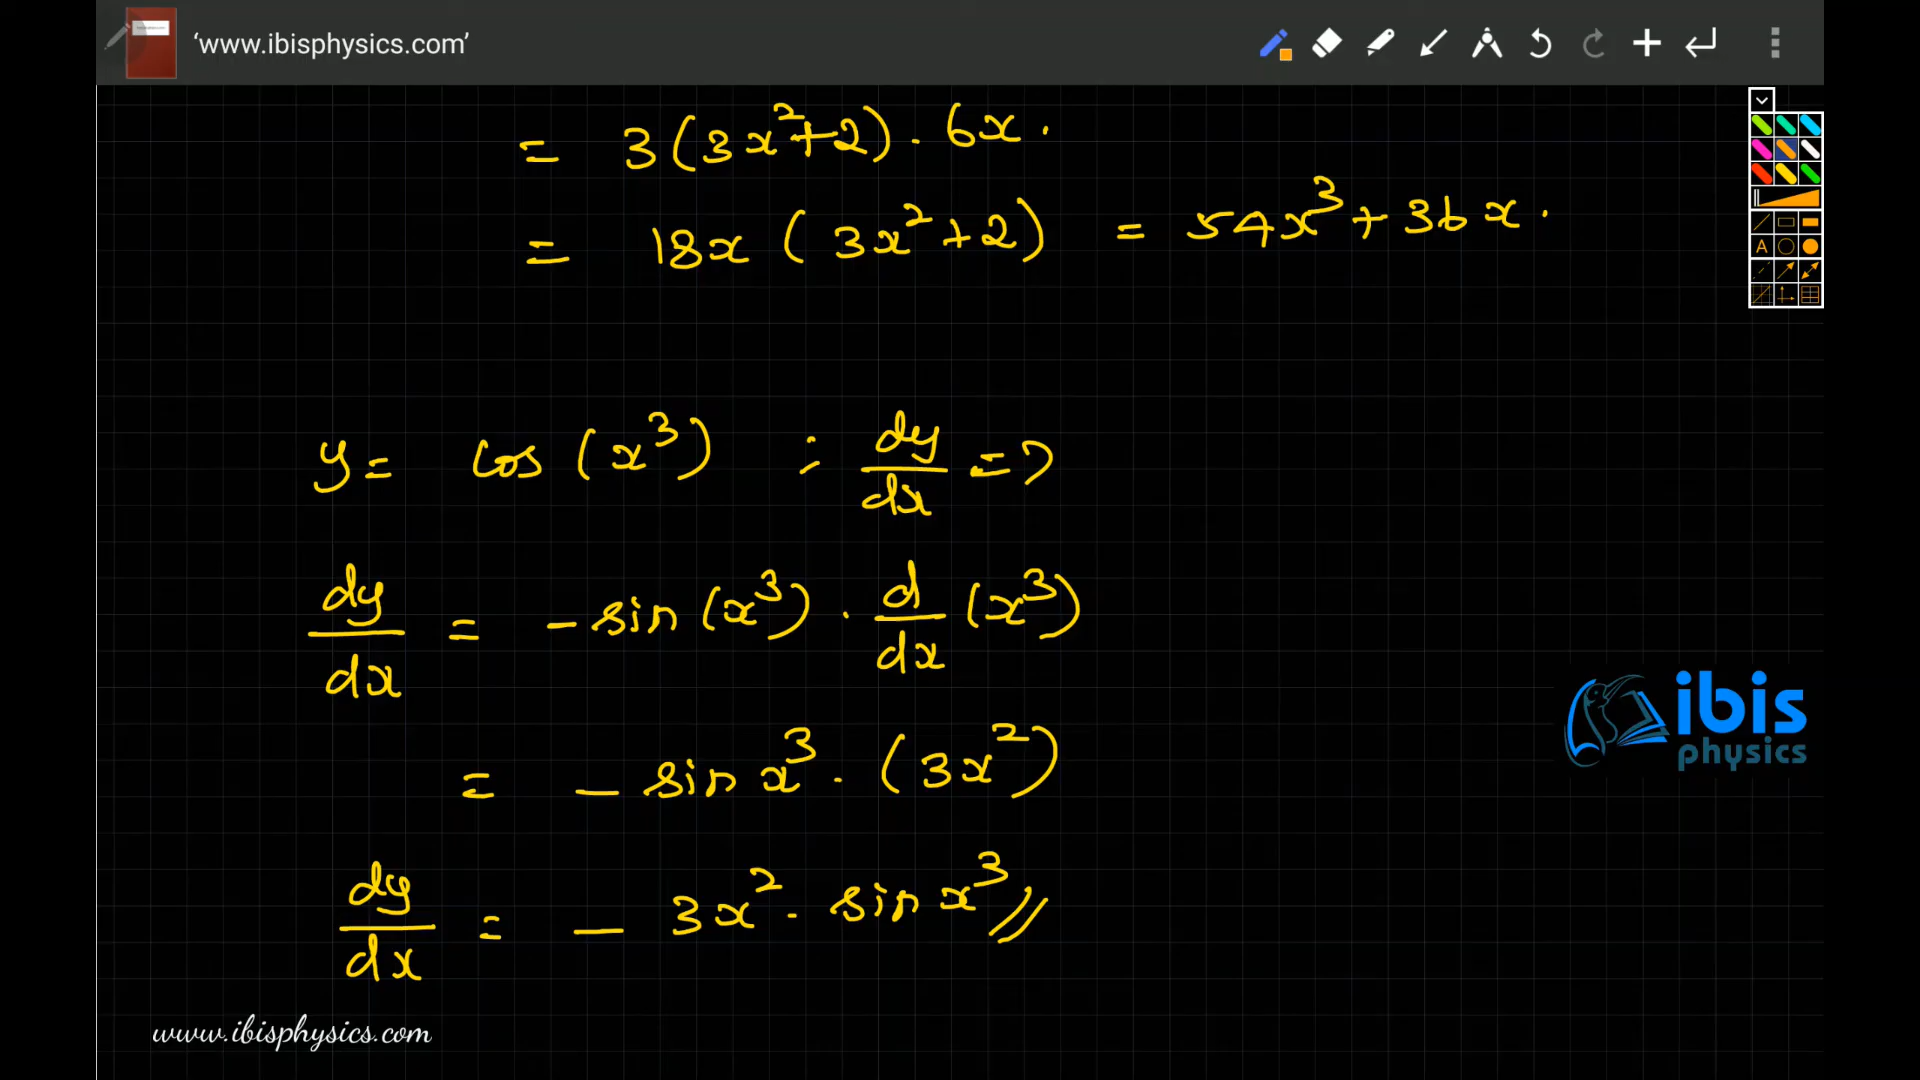 ‘www.ibisphysics.com’
= 3(3x²+2) . 6x.
= 18x (3x²+2) = 54x³+36x.
y = cos (x³) : dy/dx = ?
dy/dx = - sin (x³) . d/dx (x³)
= - sin x³ . (3x²)
dy/dx = - 3x² . sin x³ //
ibis
physics
www.ibisphysics.com
A